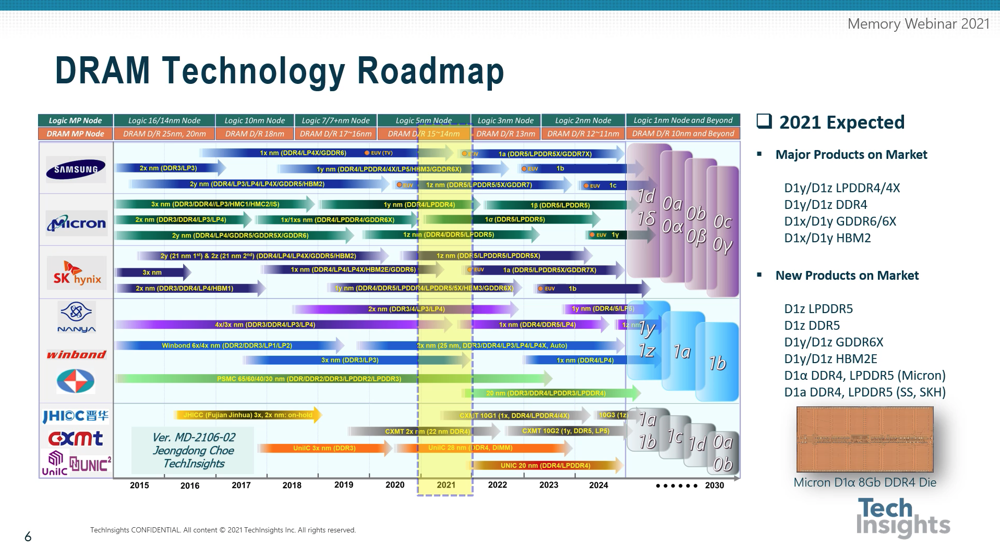 Memory Webinar 2021
DRAM Technology Roadmap
Logic MP Node Logic 16/14nm Node Logic 10nm Node Logic 7/7+nm Node Logic 5nm Node Logic 3nm Node Logic 2nm Node Logic 1nm Node and Beyond
DRAM MP Node DRAM D/R 25nm, 20nm DRAM D/R 18nm DRAM D/R 17~16nm DRAM D/R 15~14nm DRAM D/R 13nm DRAM D/R 12~11nm DRAM D/R 10nm and Beyond
SAMSUNG
1x nm (DDR4/LP4X/GDDR6) EUV (TV) EUV 1a (DDR5/LPDDR5X/GDDR7X)
2x nm (DDR3/LP3) 1y nm (DDR4/LPDDR4/4X/LP5/HBM3/GDDR6X) EUV 1b
2y nm (DDR4/LP3/LP4/LP4X/GDDR5/HBM2) EUV 1z nm (DDR5/LPDDR5/5X/GDDR7) EUV 1c
Micron
3x nm (DDR3/DDR4//LP3/HMC1/HMC2/IS) 1y nm (DDR4/LPDDR4) 1β (DDR5/LPDDR5)
2x nm (DDR3/DDR4/LP3/LP4) 1x/1xs nm (DDR4/LPDDR4/GDDR6X) 1α (DDR5/LPDDR5)
2y nm (DDR4/LP4/GDDR5/GDDR5X/GDDR6) 1z nm (DDR4/DDR5/LPDDR5) EUV 1γ
SK hynix
2y (21 nm 1st) & 2z (21 nm 2nd) (DDR4/LP4/LP4X/GDDR5/HBM2) 1z nm (DDR5/LPDDR5/LPDDR5X)
3x nm 1x nm (DDR4/LP4/LP4X/HBM2E/GDDR6) EUV 1a (DDR5/LPDDR5X/GDDR7X)
2x nm (DDR3/DDR4/LP4/HBM1) 1y nm (DDR4/DDR5/LPDDR4/LPDDR5/5X/HBM3/GDDR6X) EUV 1b
1d
1δ
0a
0α
0b
0β
0c
0γ
NANYA
2x nm (DDR3/4/LP3/LP4) 1y nm (DDR4/5/LP5)
4x/3x nm (DDR3/DDR4/LP3/LP4) 1x nm (DDR4/DDR5/LP4) 1z nm
winbond
Winbond 6x/4x nm (DDR2/DDR3/LP1/LP2) 2x nm (25 nm, DDR3/DDR4/LP3/LP4/LP4X, Auto)
3x nm (DDR3/LP3) 1x nm (DDR4/LP4)
PSMC 65/60/40/30 nm (DDR/DDR2/DDR3/LPDDR2/LPDDR3)
20 nm (DDR3/DDR4/LPDDR3/LPDDR4)
1y
1z
1a
1b
JHICC 晋华
JHICC (Fujian Jinhua) 3x, 2x nm: on-hold CXMT 10G1 (1x, DDR4/LPDDR4/4X) 10G3 (1z)
cxmt
CXMT 2x nm (22 nm DDR4) CXMT 10G2 (1y, DDR5, LP5)
UniIC UNIC2
UniIC 3x nm (DDR3) UniIC 28 nm (DDR4, DIMM)
UNIC 20 nm (DDR4/LPDDR4)
1a
1b
1c
1d
0a
0b
Ver. MD-2106-02
Jeongdong Choe
TechInsights
2015 2016 2017 2018 2019 2020 2021 2022 2023 2024 •••••• 2030
2021 Expected
Major Products on Market
D1y/D1z LPDDR4/4X
D1y/D1z DDR4
D1x/D1y GDDR6/6X
D1x/D1y HBM2
New Products on Market
D1z LPDDR5
D1z DDR5
D1y/D1z GDDR6X
D1y/D1z HBM2E
D1α DDR4, LPDDR5 (Micron)
D1a DDR4, LPDDR5 (SS, SKH)
Micron D1α 8Gb DDR4 Die
Tech
Insights
6
TechInsights CONFIDENTIAL. All content © 2021 TechInsights Inc. All rights reserved.